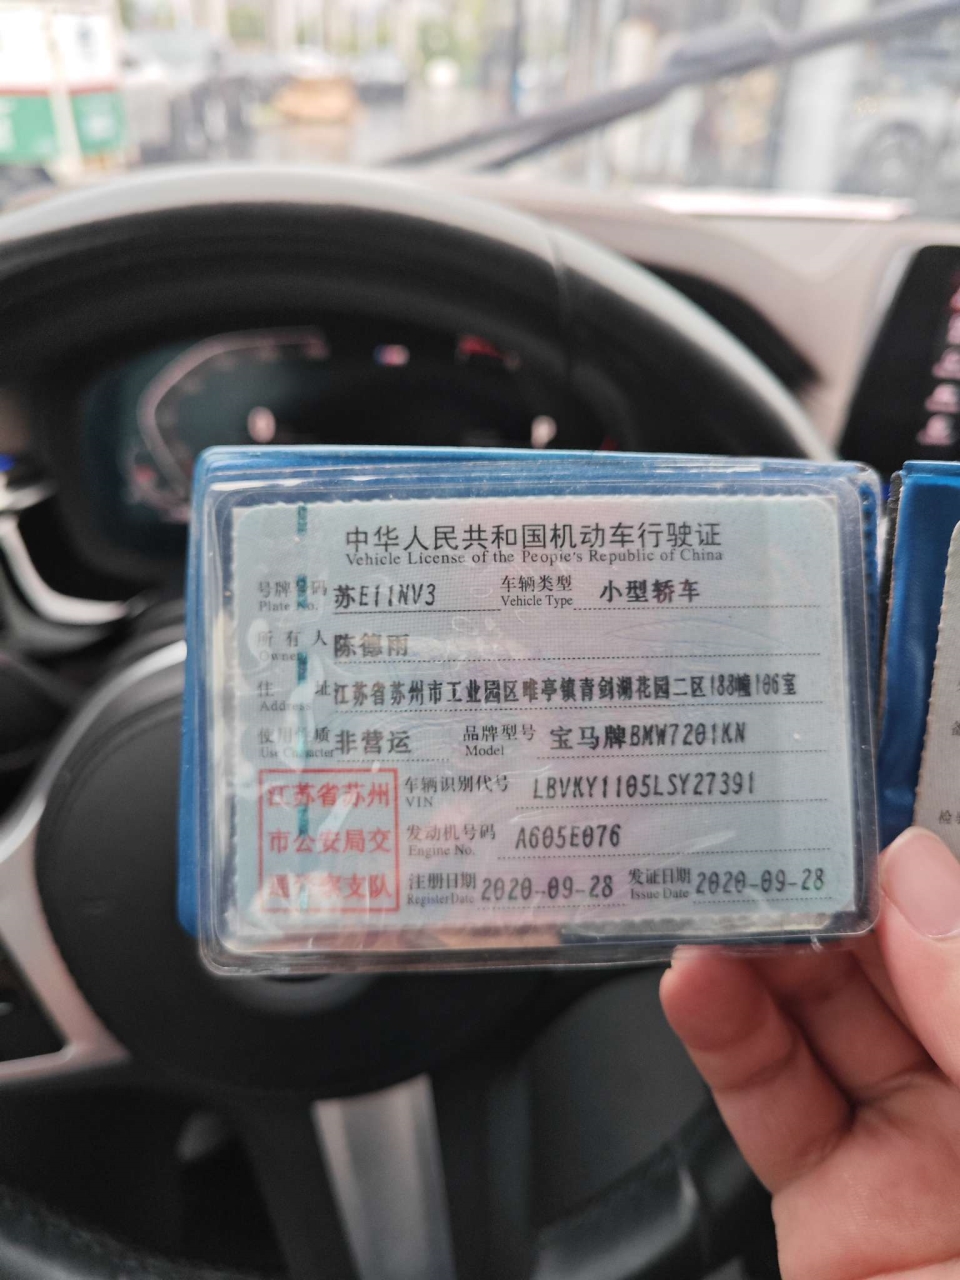 中华人民共和国机动车行驶证
Vehicle License of the People's Republic of China
号牌号码 苏E11NV3 车辆类型 小型轿车
Plate No. Vehicle Type
所有人 陈德雨
Owner
住址 江苏省苏州市工业园区唯亭镇青剑湖花园二区188幢106室
Address
使用性质 非营运 品牌型号 宝马牌BMW7201KN
Use Character Model
江苏省苏州
市公安局交
通警察支队
车辆识别代号 LBVKY1105LSY27391
VIN
发动机号码 A605E076
Engine No.
注册日期 2020-09-28 发证日期 2020-09-28
Register Date Issue Date